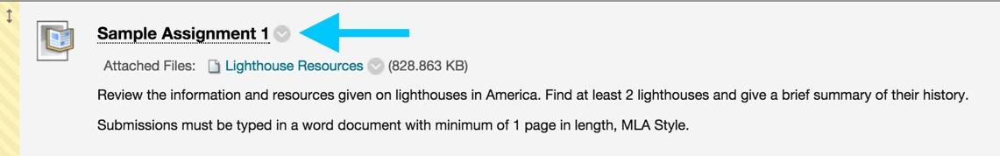 Sample Assignment 1
Attached Files: Lighthouse Resources (828.863 KB)
Review the information and resources given on lighthouses in America. Find at least 2 lighthouses and give a brief summary of their history.
Submissions must be typed in a word document with minimum of 1 page in length, MLA Style.